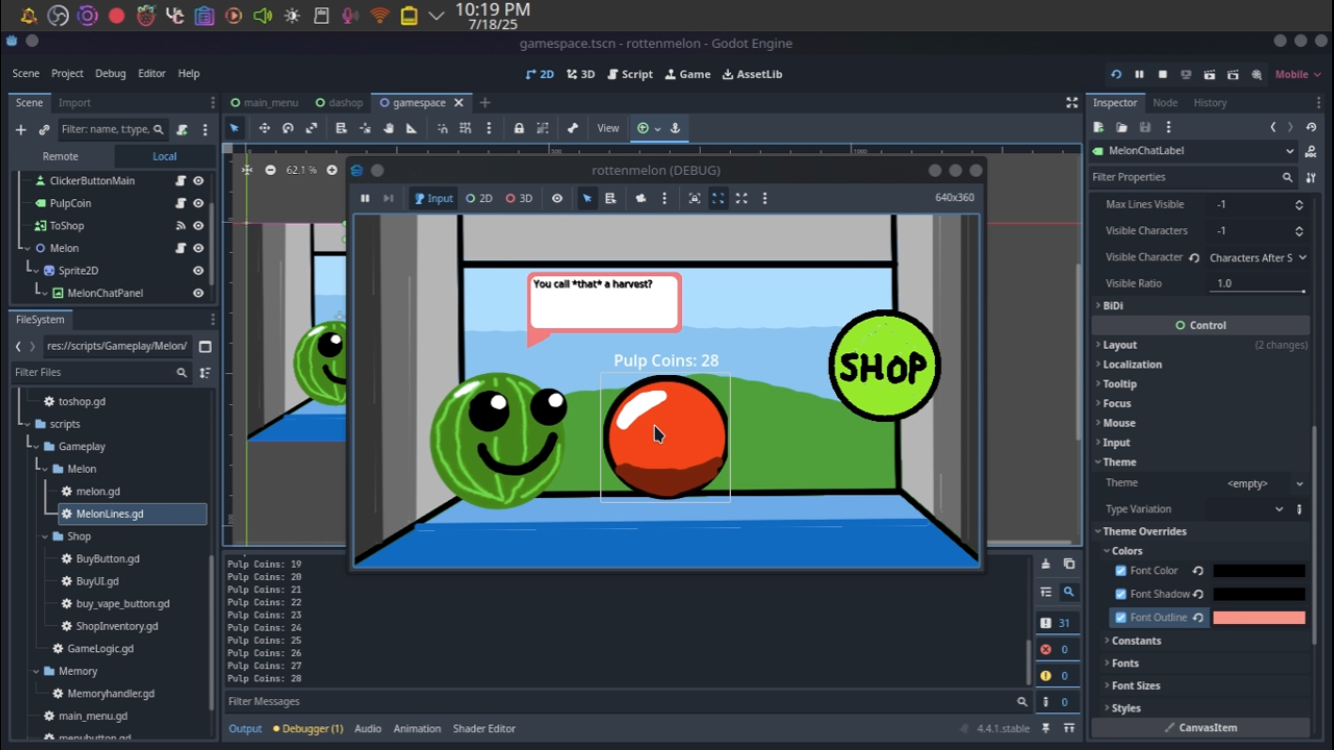 10:19 PM
7/18/25
gamespace.tscn - rottenmelon - Godot Engine
Scene Project Debug Editor Help
2D 3D Script Game AssetLib
Mobile
Scene Import
main_menu dashop gamespace
Inspector Node History
Filter: name, t:type,
View
Remote Local
MelonChatLabel
Filter Properties
ClickerButtonMain
PulpCoin
ToShop
Melon
Sprite2D
MelonChatPanel
62.1 %
500
rottenmelon (DEBUG)
Input 2D 3D
640x360
You call *that* a harvest?
Pulp Coins: 28
SHOP
FileSystem
res://scripts/Gameplay/Melon/
Filter Files
toshop.gd
scripts
Gameplay
Melon
melon.gd
MelonLines.gd
Shop
BuyButton.gd
BuyUI.gd
buy_vape_button.gd
ShopInventory.gd
GameLogic.gd
Memory
Memoryhandler.gd
main_menu.gd
menubutton.gd
Pulp Coins: 19
Pulp Coins: 20
Pulp Coins: 21
Pulp Coins: 22
Pulp Coins: 23
Pulp Coins: 24
Pulp Coins: 25
Pulp Coins: 26
Pulp Coins: 27
Pulp Coins: 28
31
0
0
0
Filter Messages
Output Debugger (1) Audio Animation Shader Editor
4.4.1.stable
Max Lines Visible -1
Visible Characters -1
Visible Character Characters After S
Visible Ratio 1.0
BiDi
Control
Layout (2 changes)
Localization
Tooltip
Focus
Mouse
Input
Theme
Theme <empty>
Type Variation
Theme Overrides
Colors
Font Color
Font Shadow
Font Outline
Constants
Fonts
Font Sizes
Styles
CanvasItem